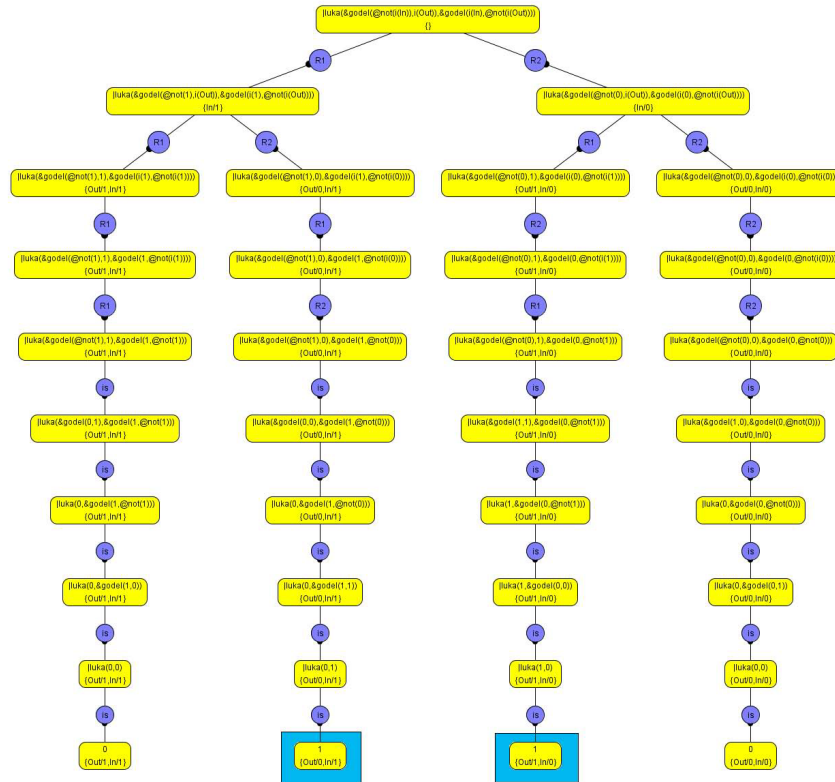 |luka(&godel(@not(i(In)),i(Out)),&godel(i(In),@not(i(Out))))
{}
R1
R2
|luka(&godel(@not(1),i(Out)),&godel(i(1),@not(i(Out))))
{In/1}
|luka(&godel(@not(0),i(Out)),&godel(i(0),@not(i(Out))))
{In/0}
R1
R2
R1
R2
|luka(&godel(@not(1),1),&godel(i(1),@not(i(1))))
{Out/1,In/1}
|luka(&godel(@not(1),0),&godel(i(1),@not(i(0))))
{Out/0,In/1}
|luka(&godel(@not(0),1),&godel(i(0),@not(i(1))))
{Out/1,In/0}
|luka(&godel(@not(0),0),&godel(i(0),@not(i(0))
{Out/0,In/0}
R1
R1
R2
R2
|luka(&godel(@not(1),1),&godel(1,@not(i(1))))
{Out/1,In/1}
|luka(&godel(@not(1),0),&godel(1,@not(i(0))))
{Out/0,In/1}
|luka(&godel(@not(0),1),&godel(0,@not(i(1))))
{Out/1,In/0}
|luka(&godel(@not(0),0),&godel(0,@not(i(0))))
{Out/0,In/0}
R1
R2
R1
R2
|luka(&godel(@not(1),1),&godel(1,@not(1)))
{Out/1,In/1}
|luka(&godel(@not(1),0),&godel(1,@not(0)))
{Out/0,In/1}
|luka(&godel(@not(0),1),&godel(0,@not(1)))
{Out/1,In/0}
|luka(&godel(@not(0),0),&godel(0,@not(0)))
{Out/0,In/0}
is
is
is
is
|luka(&godel(0,1),&godel(1,@not(1)))
{Out/1,In/1}
|luka(&godel(0,0),&godel(1,@not(0)))
{Out/0,In/1}
|luka(&godel(1,1),&godel(0,@not(1)))
{Out/1,In/0}
|luka(&godel(1,0),&godel(0,@not(0)))
{Out/0,In/0}
is
is
is
is
|luka(0,&godel(1,@not(1)))
{Out/1,In/1}
|luka(0,&godel(1,@not(0)))
{Out/0,In/1}
|luka(1,&godel(0,@not(1)))
{Out/1,In/0}
|luka(0,&godel(0,@not(0)))
{Out/0,In/0}
is
is
is
is
|luka(0,&godel(1,0))
{Out/1,In/1}
|luka(0,&godel(1,1))
{Out/0,In/1}
|luka(1,&godel(0,0))
{Out/1,In/0}
|luka(0,&godel(0,1))
{Out/0,In/0}
is
is
is
is
|luka(0,0)
{Out/1,In/1}
|luka(0,1)
{Out/0,In/1}
|luka(1,0)
{Out/1,In/0}
|luka(0,0)
{Out/0,In/0}
is
is
is
is
0
{Out/1,In/1}
1
{Out/0,In/1}
1
{Out/1,In/0}
0
{Out/0,In/0}